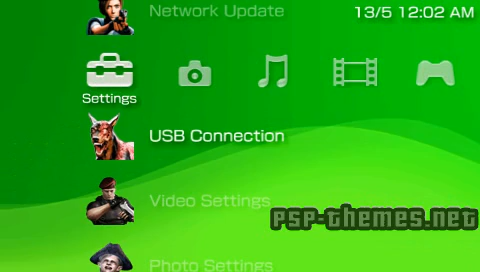 Network Update
13/5 12:02 AM
Settings
USB Connection
Video Settings
PSP-themes.net
Photo Settings